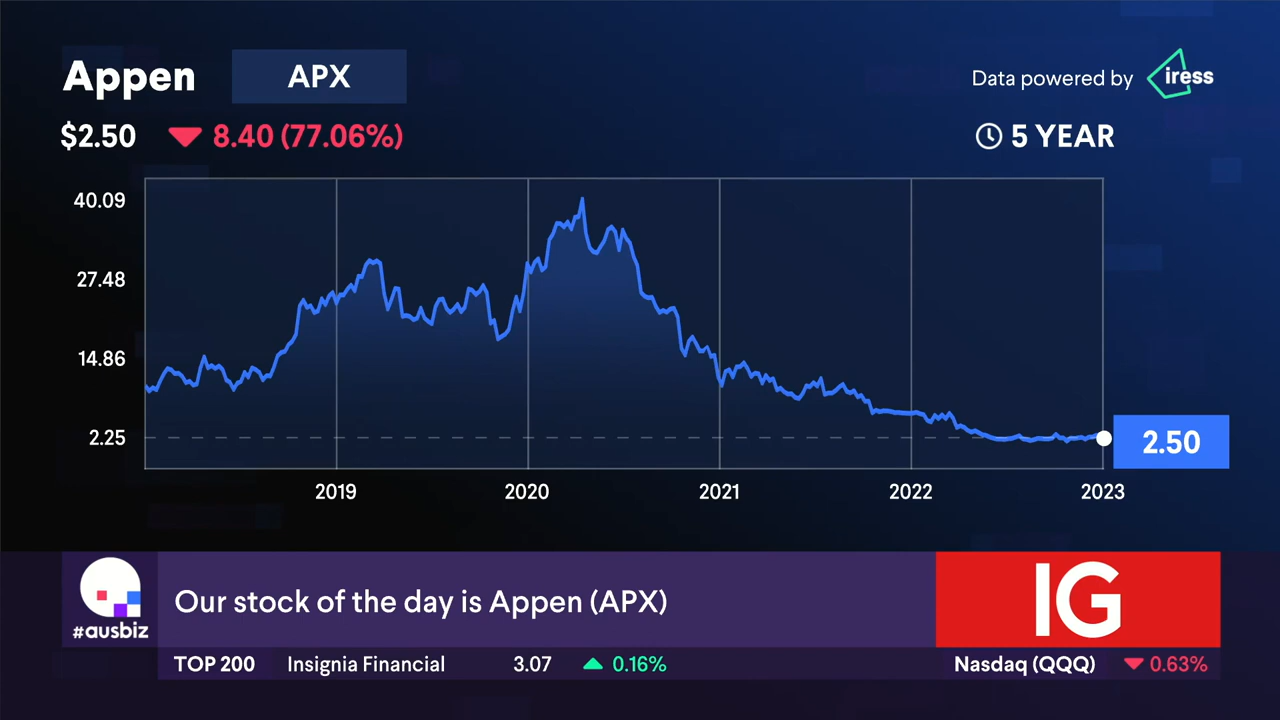 Appen APX
Data powered by iress
$2.50 ▼ 8.40 (77.06%)
5 YEAR
40.09
27.48
14.86
2.25
2.50
2019 2020 2021 2022 2023
#ausbiz
Our stock of the day is Appen (APX)
IG
TOP 200 Insignia Financial 3.07 ▲ 0.16%
Nasdaq (QQQ) ▼ 0.63%